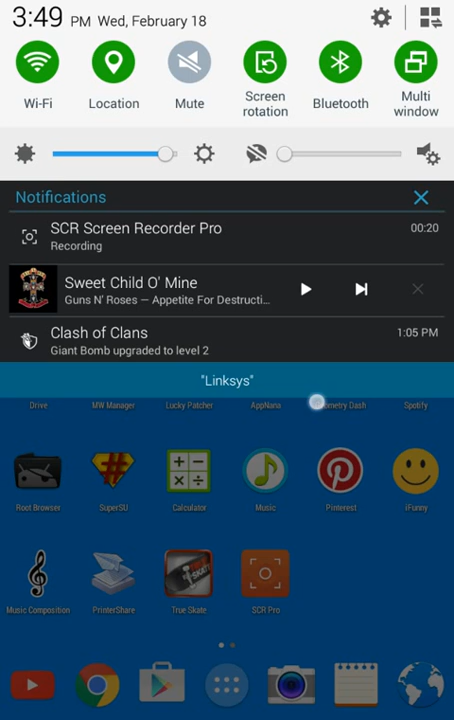 3:49 PM Wed, February 18
Wi-Fi
Location
Mute
Screen rotation
Bluetooth
Multi window
Notifications
SCR Screen Recorder Pro
00:20
Recording
Sweet Child O' Mine
Guns N' Roses — Appetite For Destructi...
Clash of Clans
1:05 PM
Giant Bomb upgraded to level 2
"Linksys"
Drive
MW Manager
Lucky Patcher
AppNana
ometry Dash
Spotify
Root Browser
SuperSU
Calculator
Music
Pinterest
iFunny
Music Composition
PrinterShare
True Skate
SCR Pro